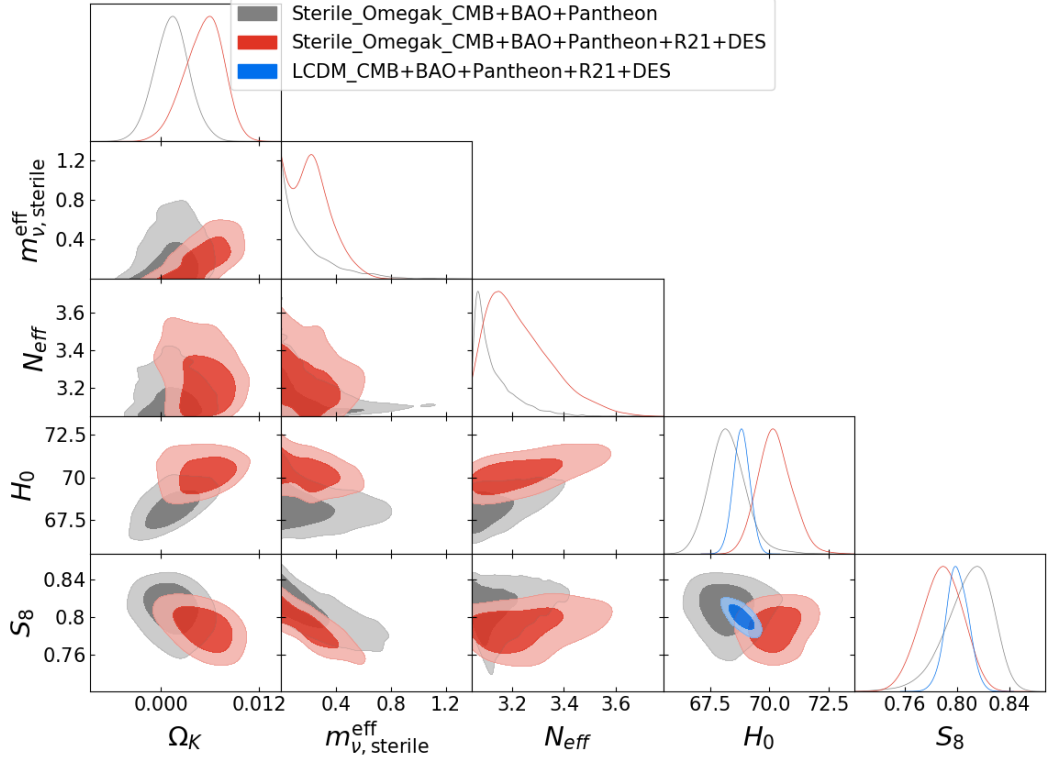 Sterile_Omegak_CMB+BAO+Pantheon
Sterile_Omegak_CMB+BAO+Pantheon+R21+DES
LCDM_CMB+BAO+Pantheon+R21+DES
m^eff_ν, sterile
1.2
0.8
0.4
N_eff
3.6
3.4
3.2
H_0
72.5
70.0
67.5
S_8
0.84
0.80
0.76
0.000 0.012 0.4 0.8 1.2 3.2 3.4 3.6 67.5 70.0 72.5 0.76 0.80 0.84
Ω_K m^eff_ν, sterile N_eff H_0 S_8